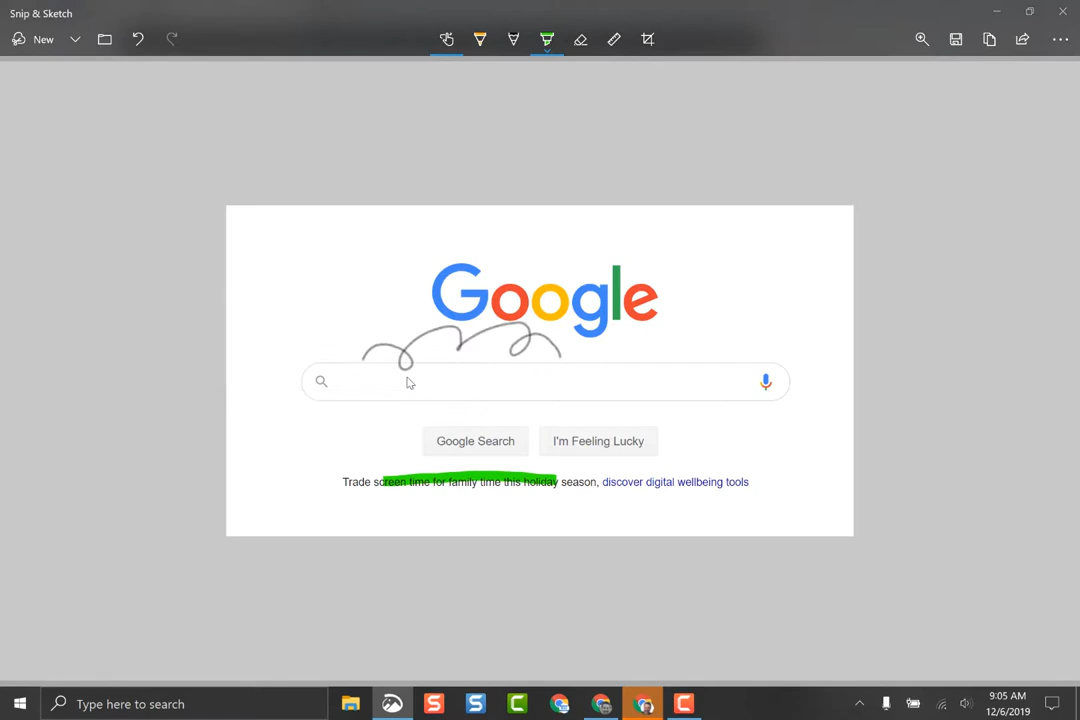 Snip & Sketch
New
Google
Google Search
I'm Feeling Lucky
Trade screen time for family time this holiday season, discover digital wellbeing tools
Type here to search
S
S
C
C
9:05 AM
12/6/2019